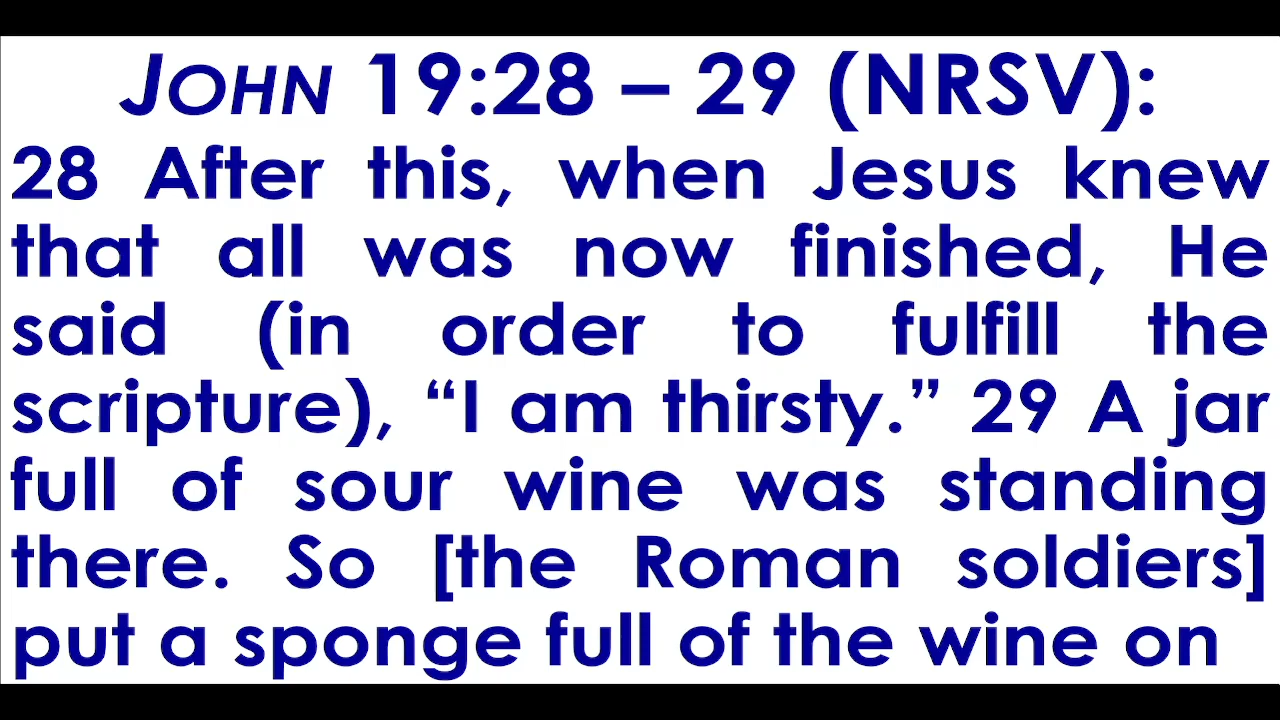 JOHN 19:28 – 29 (NRSV):
28 After this, when Jesus knew
that all was now finished, He
said (in order to fulfill the
scripture), “I am thirsty.” 29 A jar
full of sour wine was standing
there. So [the Roman soldiers]
put a sponge full of the wine on